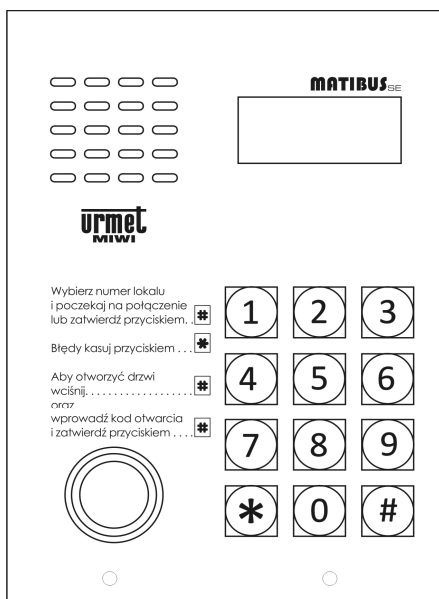 MATIBUS SE
urmet
MIWI
Wybierz numer lokalu
i poczekaj na połączenie
lub zatwierdź przyciskiem. . #
Błędy kasuj przyciskiem . . . *
Aby otworzyć drzwi
wciśnij. . . . . . . . . . . . . . . . . . . #
oraz
wprowadź kod otwarcia
i zatwierdź przyciskiem . . . . #
1 2 3
4 5 6
7 8 9
* 0 #